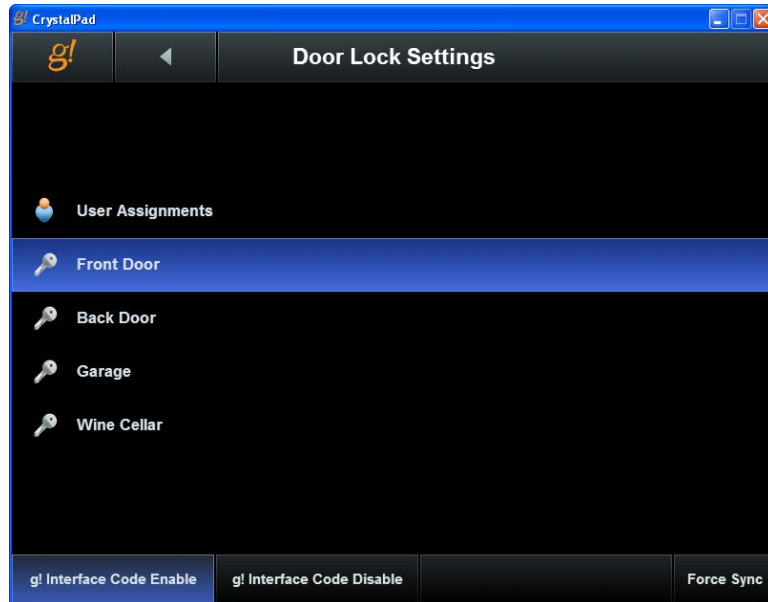 g! CrystalPad
g! Door Lock Settings
User Assignments
Front Door
Back Door
Garage
Wine Cellar
g! Interface Code Enable g! Interface Code Disable Force Sync